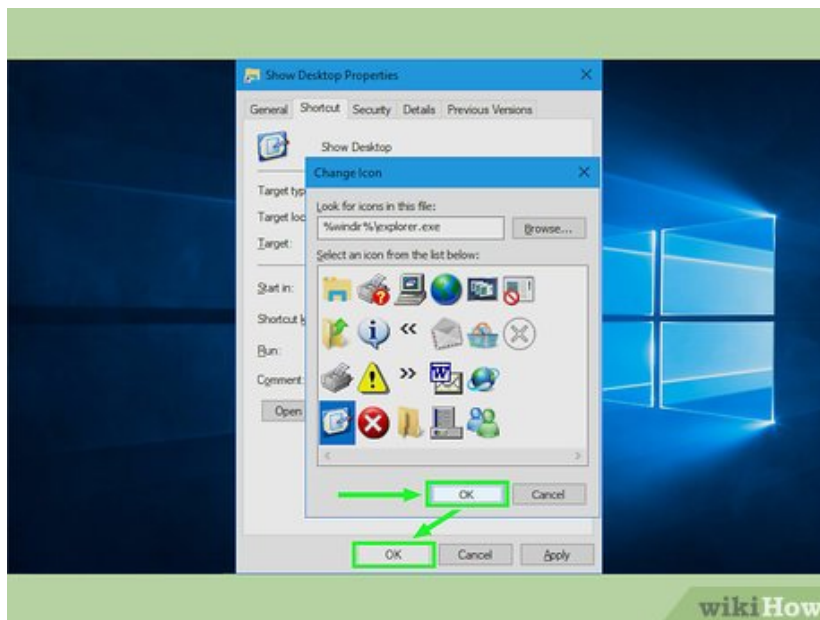 Show Desktop Properties
General Shortcut Security Details Previous Versions
Show Desktop
Change Icon
Target typ
Look for icons in this file:
Target loc
%windir%\explorer.exe Browse...
Target:
Select an icon from the list below:
Start in:
Shortcut k
Run:
Comment:
Open
OK Cancel
OK Cancel Apply
wikiHow